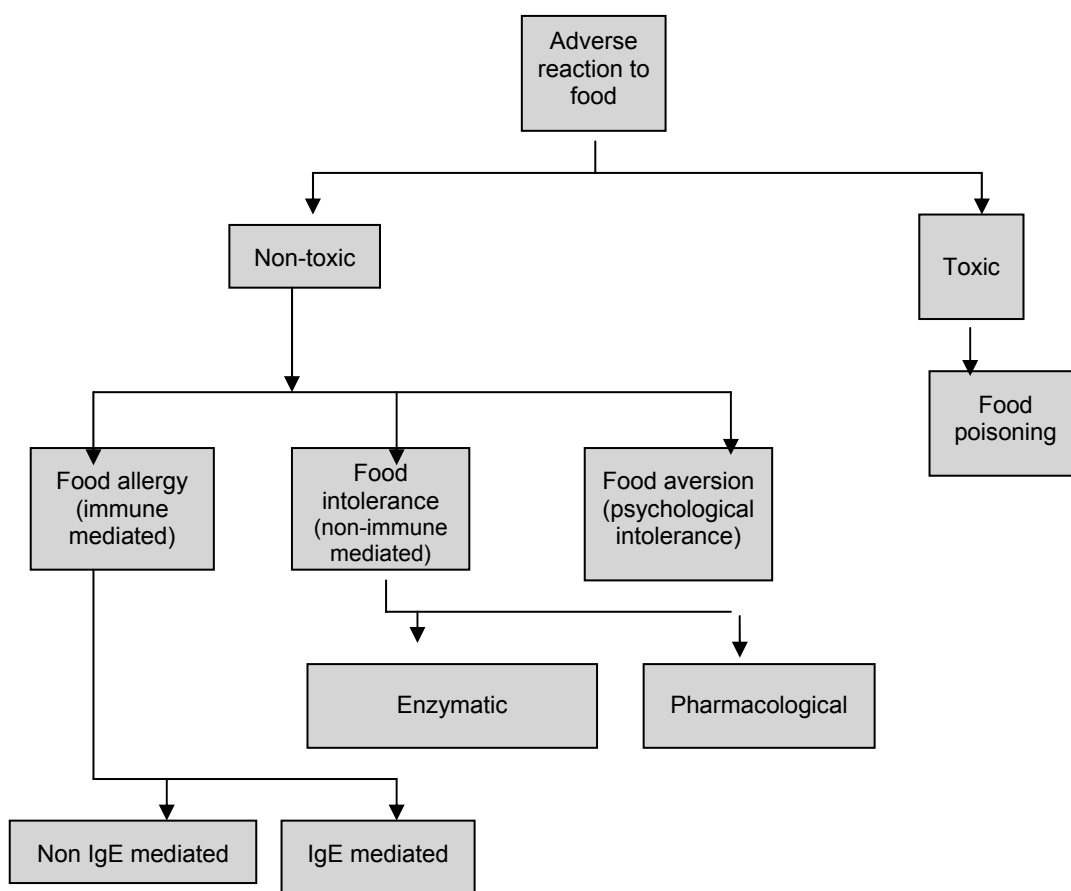 Adverse
reaction to
food
Non-toxic
Toxic
Food
poisoning
Food allergy
(immune
mediated)
Food
intolerance
(non-immune
mediated)
Food aversion
(psychological
intolerance)
Enzymatic
Pharmacological
Non IgE mediated
IgE mediated